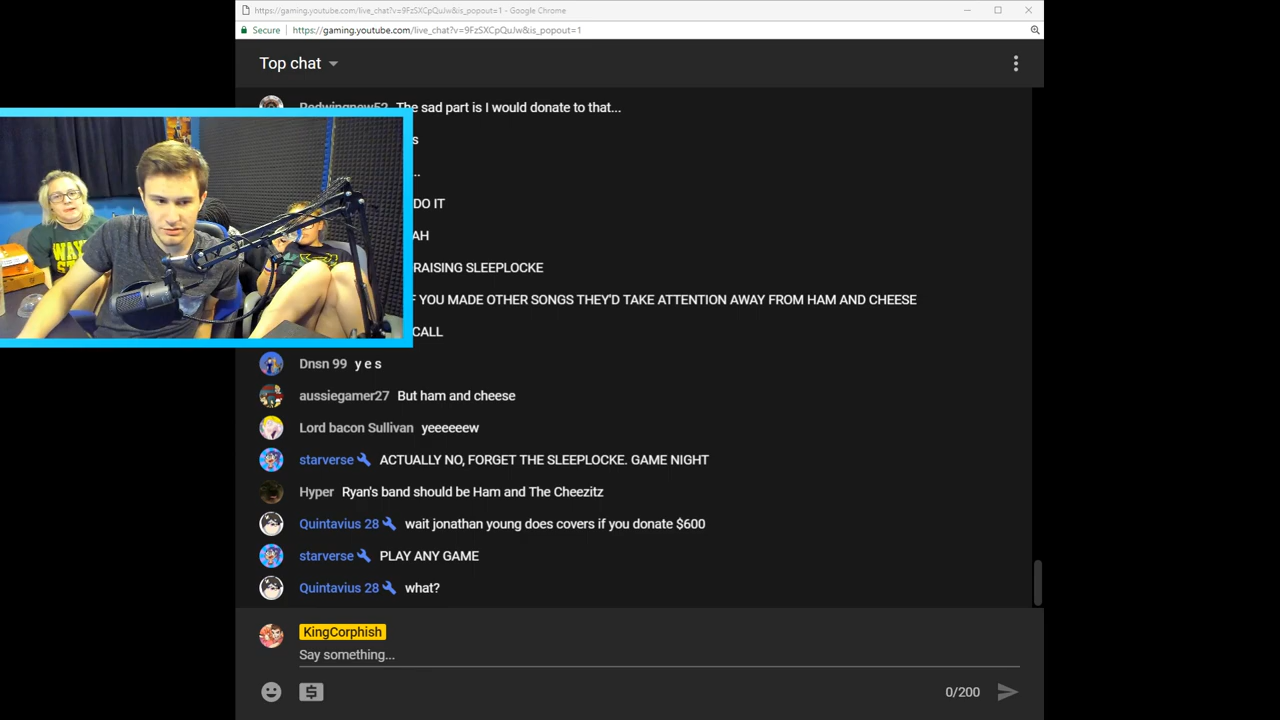 https://gaming.youtube.com/live_chat?v=9FzSXCpQuJw&is_popout=1 - Google Chrome
Secure https://gaming.youtube.com/live_chat?v=9FzSXCpQuJw&is_popout=1
Top chat
Redwingnew52 The sad part is I would donate to that...
s
..
DO IT
AH
RAISING SLEEPLOCKE
F YOU MADE OTHER SONGS THEY'D TAKE ATTENTION AWAY FROM HAM AND CHEESE
CALL
Dnsn 99 y e s
aussiegamer27 But ham and cheese
Lord bacon Sullivan yeeeeeew
starverse ACTUALLY NO, FORGET THE SLEEPLOCKE. GAME NIGHT
Hyper Ryan's band should be Ham and The Cheezitz
Quintavius 28 wait jonathan young does covers if you donate $600
starverse PLAY ANY GAME
Quintavius 28 what?
KingCorphish
Say something...
0/200